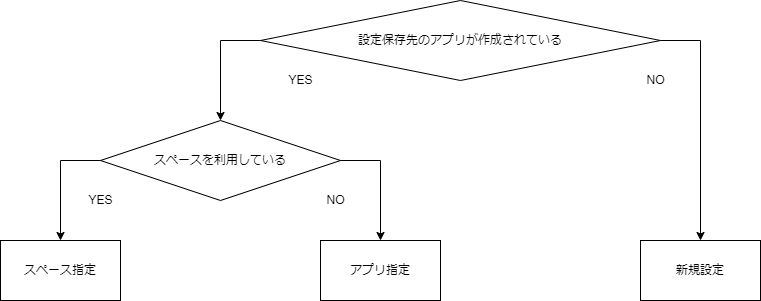 設定保存先のアプリが作成されている
YES
NO
スペースを利用している
YES
NO
スペース指定
アプリ指定
新規設定